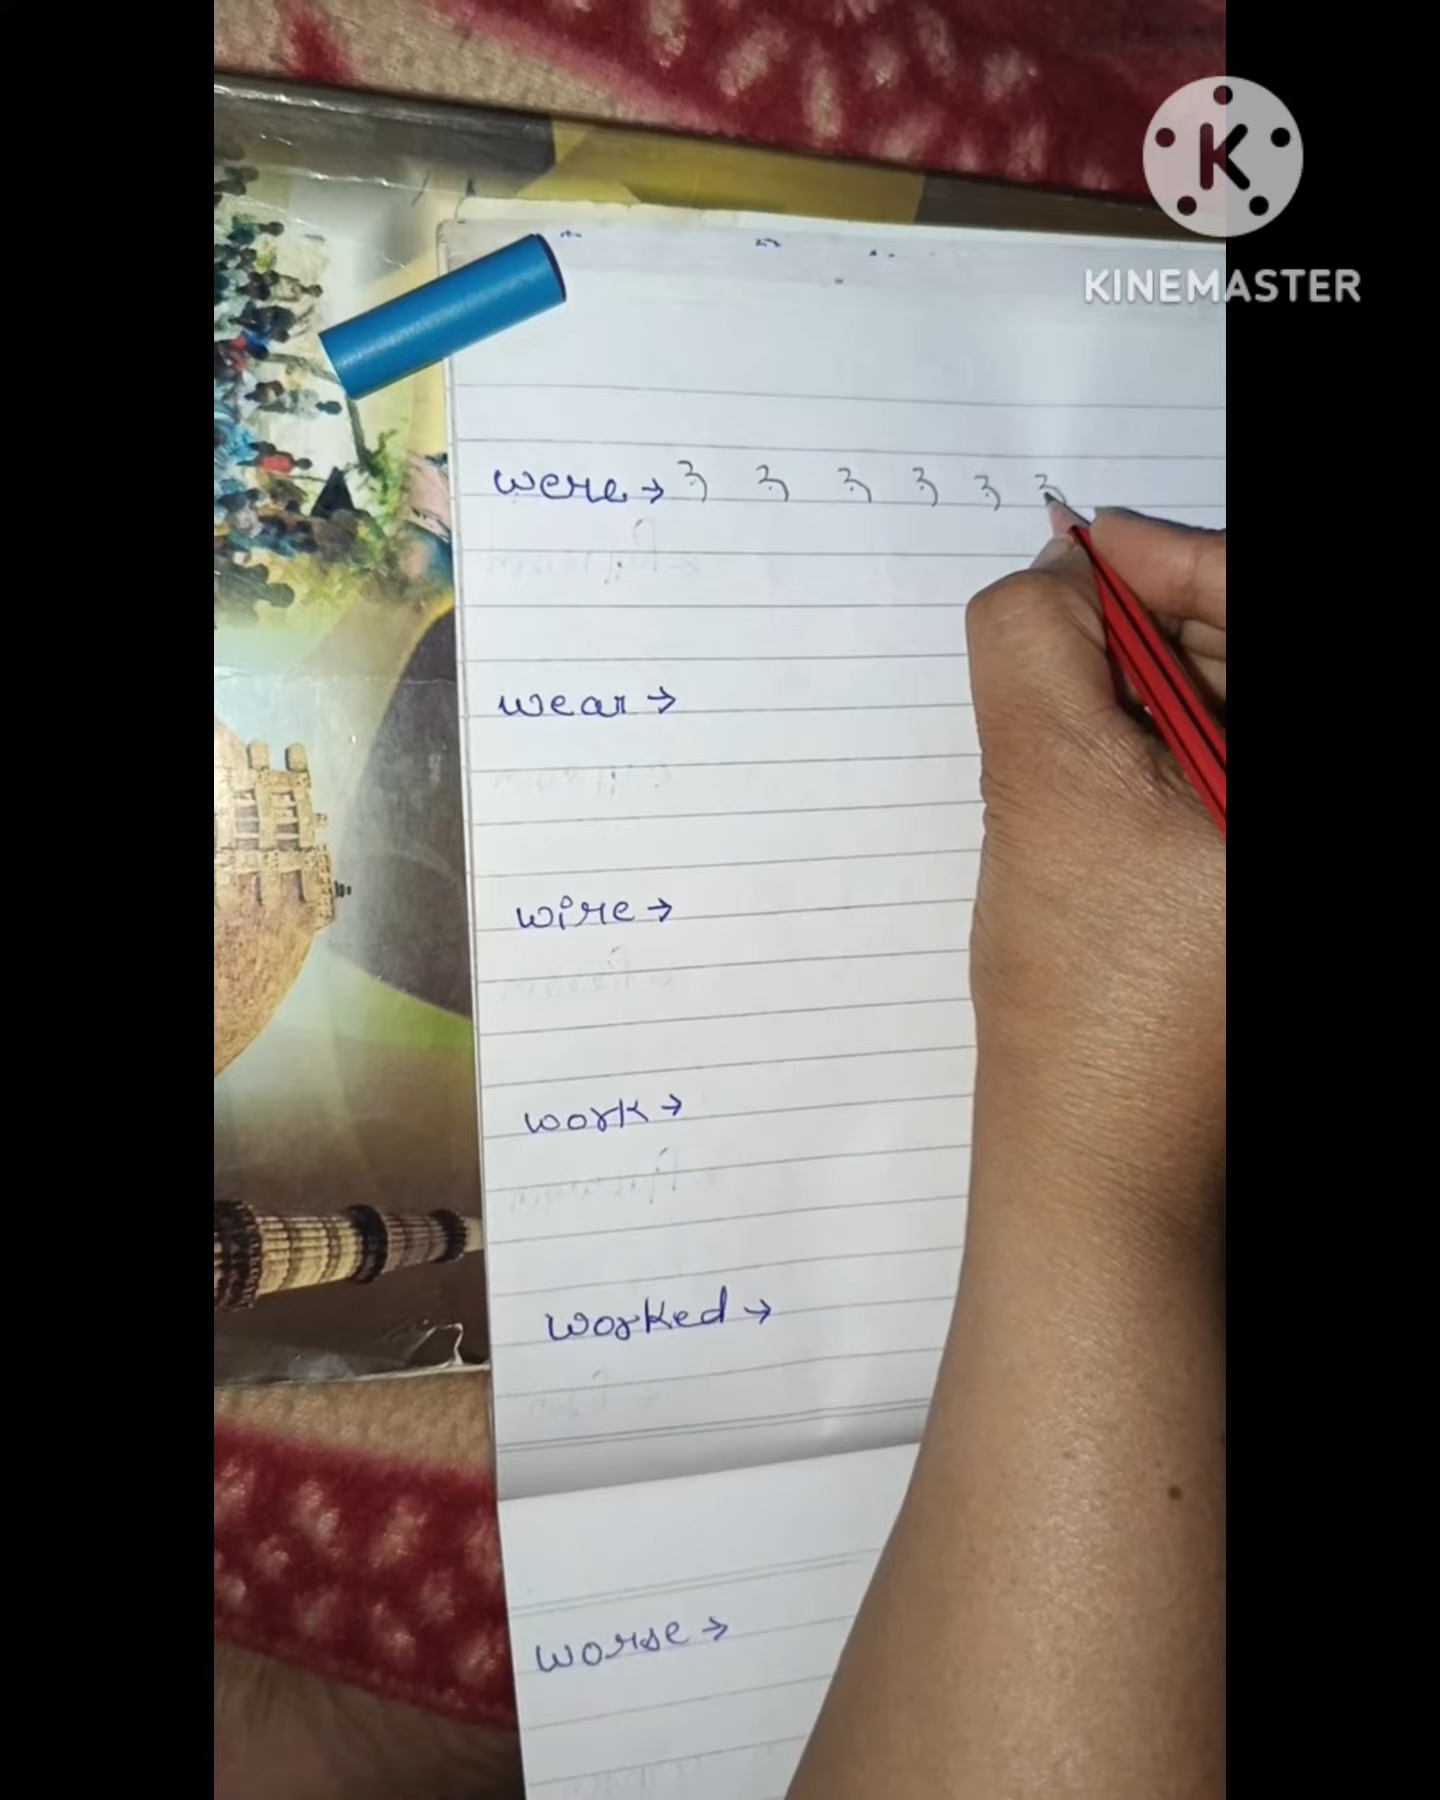 KINEMASTER
were →
wear →
wire →
work →
worked →
worse →